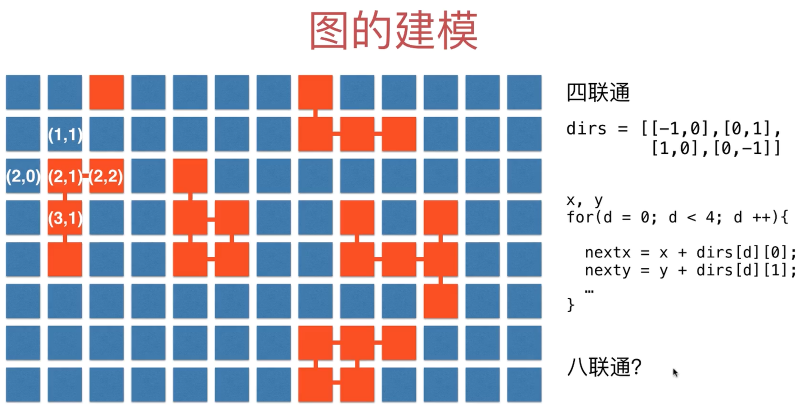 图的建模
四联通
dirs = [[-1,0],[0,1],
[1,0],[0,-1]]
(1,1)
(2,0) (2,1) (2,2)
(3,1)
x, y
for(d = 0; d < 4; d ++){
nextx = x + dirs[d][0];
nexty = y + dirs[d][1];
…
}
八联通?